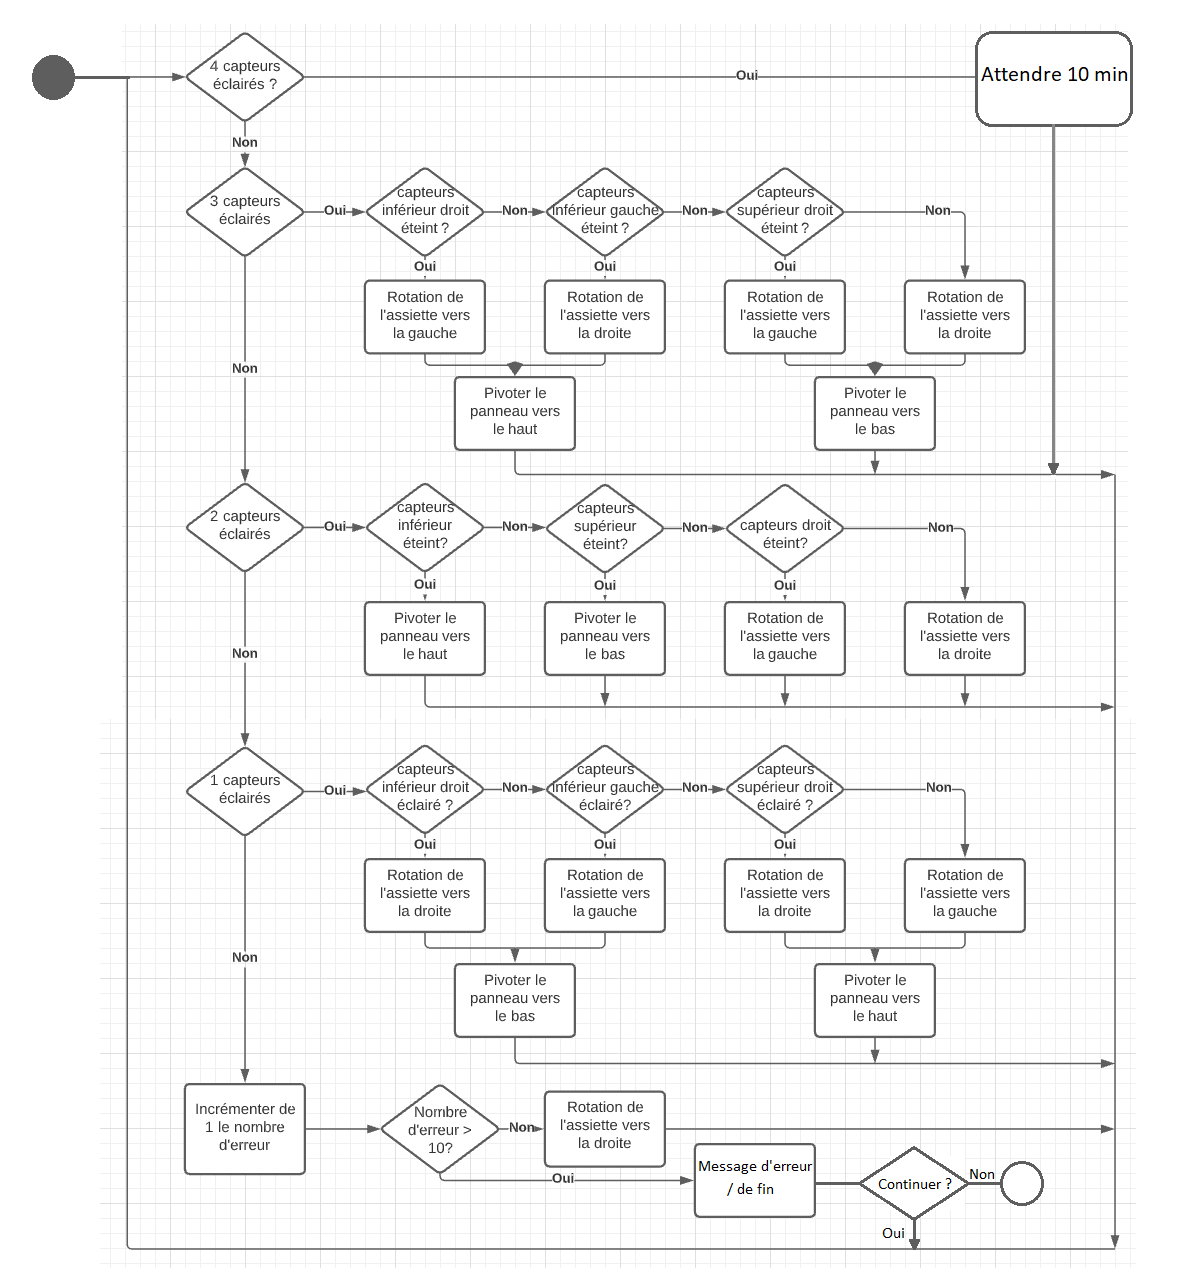 4 capteurs
éclairés ?
Oui
Attendre 10 min
Non
3 capteurs
éclairés
Oui
capteurs
inférieur droit
éteint ?
Non
capteurs
inférieur gauche
éteint ?
Non
capteurs
supérieur droit
éteint ?
Non
Oui
Oui
Oui
Rotation de
l'assiette vers
la gauche
Rotation de
l'assiette vers
la droite
Rotation de
l'assiette vers
la gauche
Rotation de
l'assiette vers
la droite
Non
Pivoter le
panneau vers
le haut
Pivoter le
panneau vers
le bas
2 capteurs
éclairés
Oui
capteurs
inférieur
éteint?
Non
capteurs
supérieur
éteint?
Non
capteurs droit
éteint?
Non
Oui
Oui
Oui
Pivoter le
panneau vers
le haut
Pivoter le
panneau vers
le bas
Rotation de
l'assiette vers
la gauche
Rotation de
l'assiette vers
la droite
Non
1 capteurs
éclairés
Oui
capteurs
inférieur droit
éclairé ?
Non
capteurs
inférieur gauche
éclairé?
Non
capteurs
supérieur droit
éclairé ?
Non
Oui
Oui
Oui
Rotation de
l'assiette vers
la droite
Rotation de
l'assiette vers
la gauche
Rotation de
l'assiette vers
la droite
Rotation de
l'assiette vers
la gauche
Non
Pivoter le
panneau vers
le bas
Pivoter le
panneau vers
le haut
Incrémenter de
1 le nombre
d'erreur
Nombre
d'erreur >
10?
Non
Rotation de
l'assiette vers
la droite
Oui
Message d'erreur
/ de fin
Continuer ?
Non
Oui